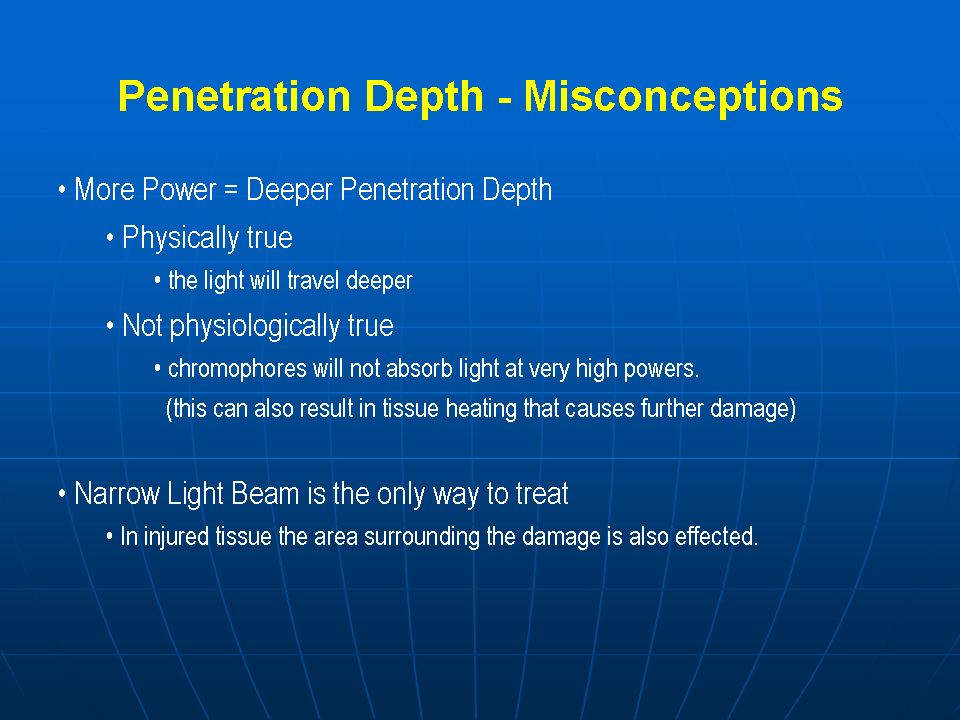 Penetration Depth - Misconceptions
• More Power = Deeper Penetration Depth
• Physically true
• the light will travel deeper
• Not physiologically true
• chromophores will not absorb light at very high powers.
(this can also result in tissue heating that causes further damage)
• Narrow Light Beam is the only way to treat
• In injured tissue the area surrounding the damage is also effected.